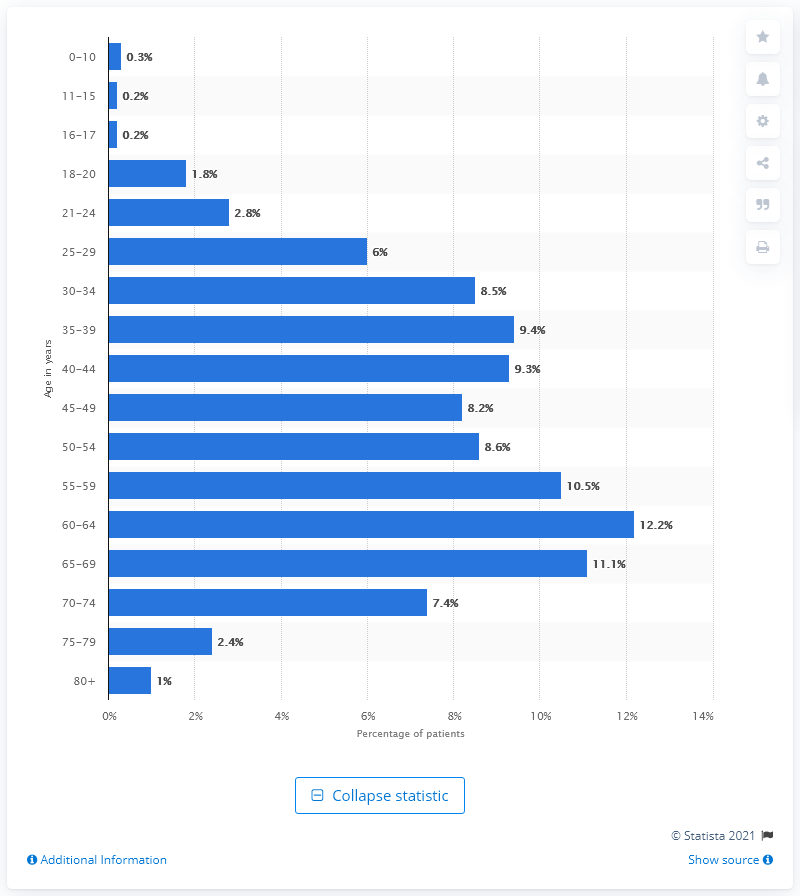 0–10 0.3%
11–15 0.2%
16–17 0.2%
18–20 1.8%
21–24 2.8%
25–29 6%
30–34 8.5%
35–39 9.4%
Age in years
40–44 9.3%
45–49 8.2%
50–54 8.6%
55–59 10.5%
60–64 12.2%
65–69 11.1%
70–74 7.4%
75–79 2.4%
80+ 1%
0% 2% 4% 6% 8% 10% 12% 14%
Percentage of patients
Collapse statistic
© Statista 2021
Additional Information Show source